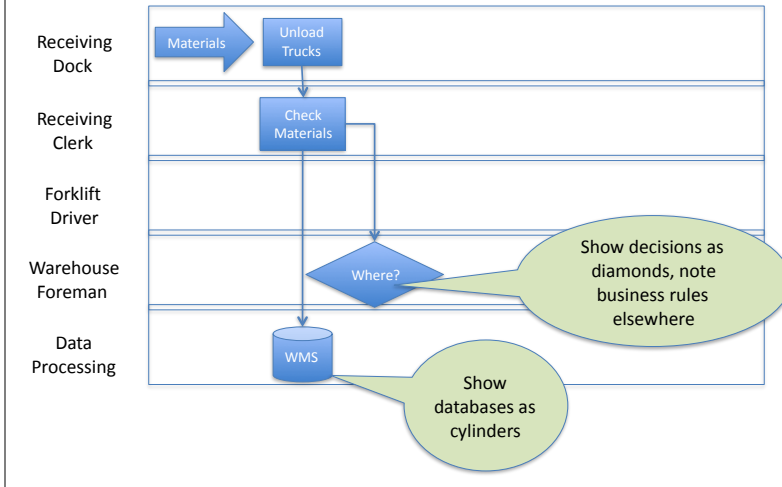 Receiving
Dock
Materials
Unload
Trucks
Receiving
Clerk
Check
Materials
Forklift
Driver
Warehouse
Foreman
Where?
Show decisions as
diamonds, note
business rules
elsewhere
Data
Processing
WMS
Show
databases as
cylinders